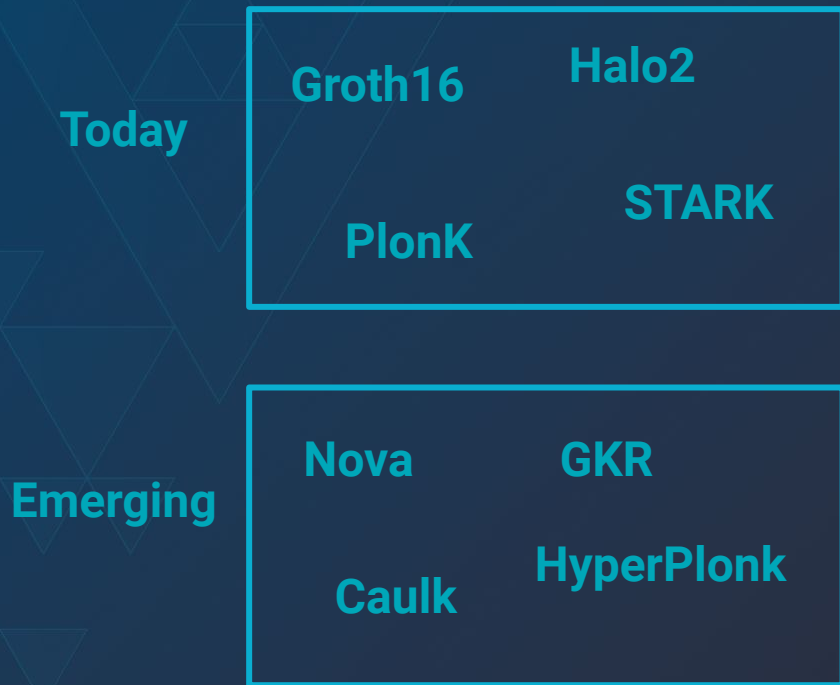 Today
Groth16
Halo2
PlonK
STARK
Emerging
Nova
GKR
Caulk
HyperPlonk